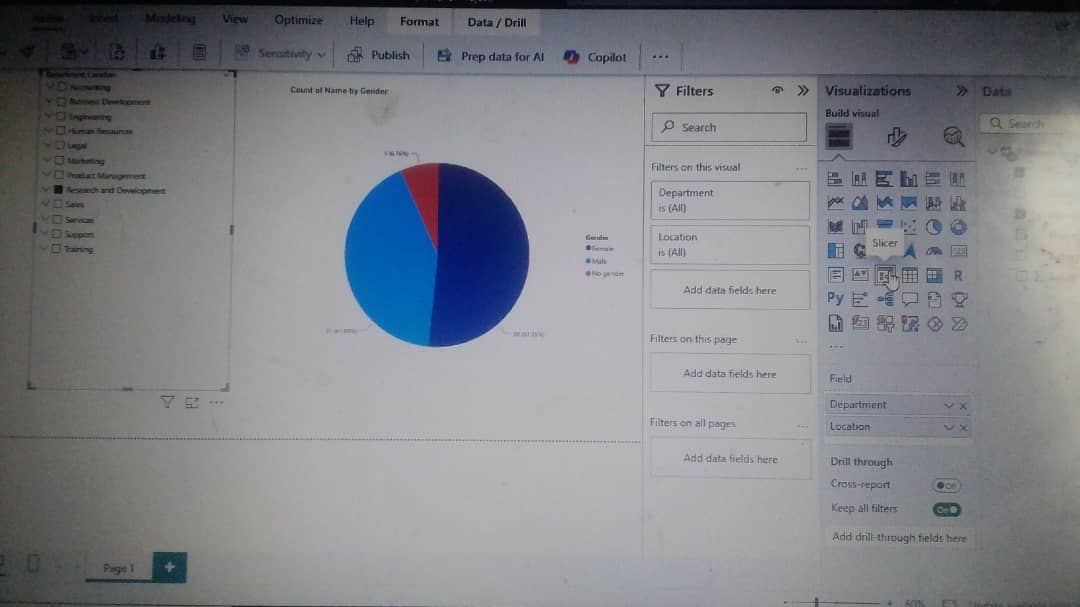 Insert
Modeling
View
Optimize
Help
Format
Data / Drill
Sensitivity
Publish
Prep data for AI
Copilot
...
Accounting
Business Development
Engineering
Human Resources
Legal
Marketing
Product Management
Research and Development
Sales
Services
Support
Training
Count of Name by Gender
Gender
Female
Male
No gender
Filters
Search
Filters on this visual
Department
is (All)
Location
is (All)
Add data fields here
Filters on this page
Add data fields here
Filters on all pages
Add data fields here
Visualizations
Build visual
Slicer
R
Py
Field
Department
Location
Drill through
Cross-report
Keep all filters
On
Add drill-through fields here
Data
Search
Page 1
60%